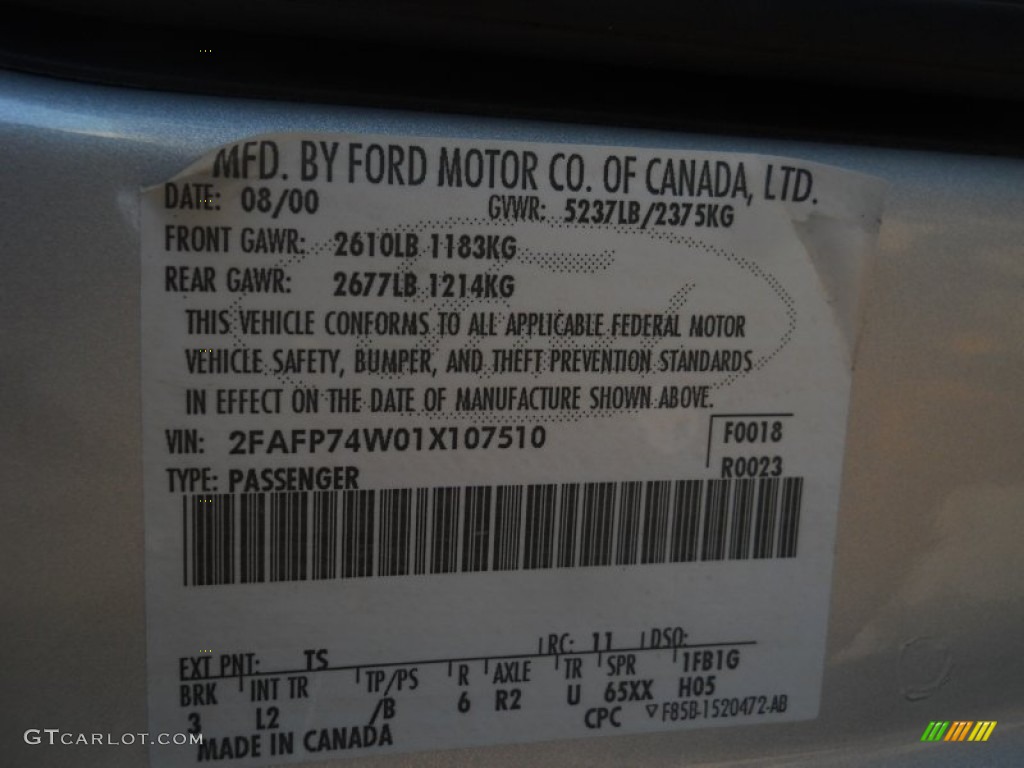 MFD. BY FORD MOTOR CO. OF CANADA, LTD.
DATE: 08/00 GVWR: 5237LB/2375KG
FRONT GAWR: 2610LB 1183KG
REAR GAWR: 2677LB 1214KG
THIS VEHICLE CONFORMS TO ALL APPLICABLE FEDERAL MOTOR
VEHICLE SAFETY, BUMPER, AND THEFT PREVENTION STANDARDS
IN EFFECT ON THE DATE OF MANUFACTURE SHOWN ABOVE.
VIN: 2FAFP74W01X107510 F0018
TYPE: PASSENGER R0023
EXT PNT: TS RC: 11 DSO:
BRK INT TR TP/PS R AXLE TR SPR 1FB1G
3 L2 /B 6 R2 U 65XX H05
MADE IN CANADA CPC ▽F85B-1520472-AB
GTCARLOT.COM